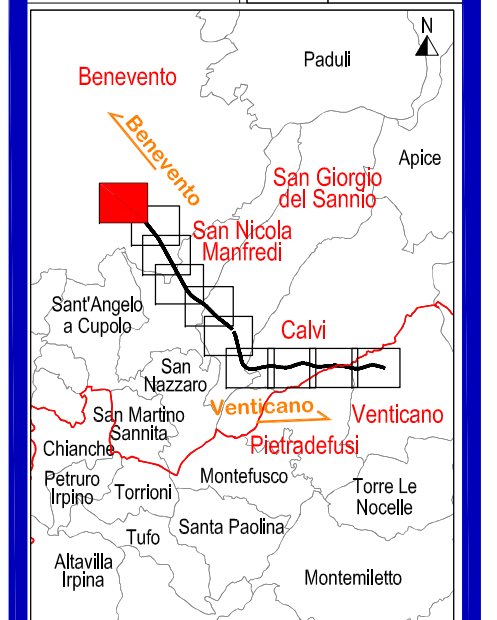 N
Paduli
Benevento
Benevento
Apice
San Giorgio
del Sannio
San Nicola
Manfredi
Sant'Angelo
a Cupolo
Calvi
San
Nazzaro
Venticano
Venticano
San Martino
Sannita
Pietradefusi
Chianche
Montefusco
Petruro
Irpino
Torrioni
Torre Le
Nocelle
Santa Paolina
Tufo
Altavilla
Irpina
Montemiletto